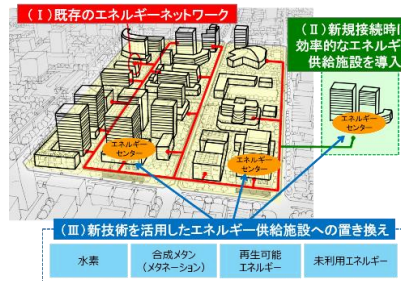 (Ⅰ)既存のエネルギーネットワーク
(Ⅱ)新規接続時に
効率的なエネルギ
供給施設を導入
エネルギー
センター
エネルギー
センター
エネルギー
センター
(Ⅲ)新技術を活用したエネルギー供給施設への置き換え
水素
合成メタン
(メタネーション)
再生可能
エネルギー
未利用エネルギー